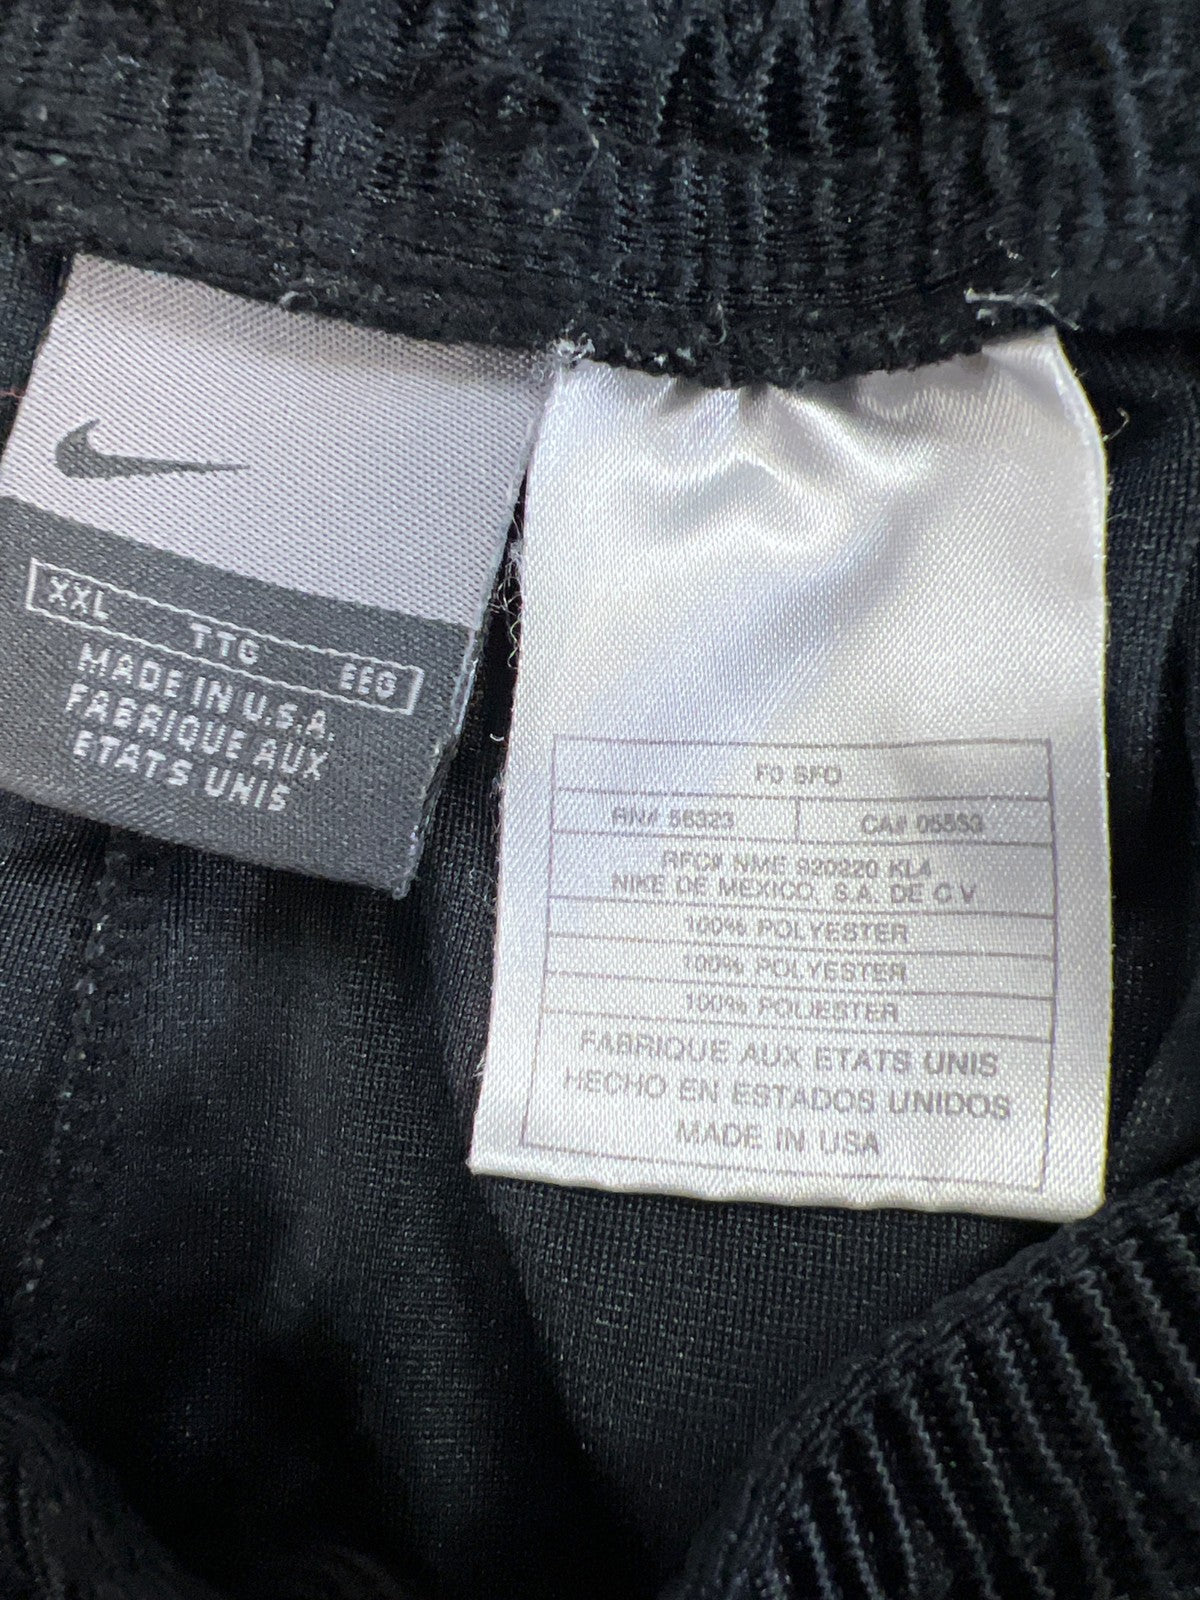 XXL TTG EEG
MADE IN U.S.A.
FABRIQUE AUX
ETATS UNIS
F0 SFO
RN# 56323 CA# 05553
RFC# NME 920220 KL4
NIKE DE MEXICO, S.A. DE C V
100% POLYESTER
100% POLYESTER
100% POLIESTER
FABRIQUE AUX ETATS UNIS
HECHO EN ESTADOS UNIDOS
MADE IN USA